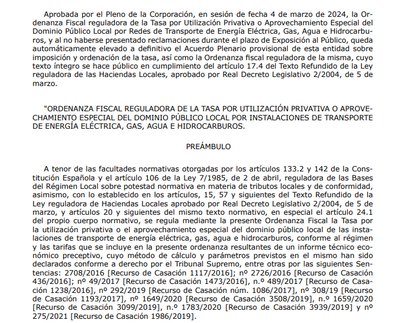 Aprobada por el Pleno de la Corporación, en sesión de fecha 4 de marzo de 2024, la Or-
denanza Fiscal reguladora de la Tasa por Utilización Privativa o Aprovechamiento Especial del
Dominio Público Local por Redes de Transporte de Energía Eléctrica, Gas, Agua e Hidrocarbu-
ros, y al no haberse presentado reclamaciones durante el plazo de Exposición al Público, queda
automáticamente elevado a definitivo el Acuerdo Plenario provisional de esta entidad sobre
imposición y ordenación de la tasa, así como la Ordenanza fiscal reguladora de la misma, cuyo
texto íntegro se hace público en cumplimiento del artículo 17.4 del Texto Refundido de la Ley
reguladora de las Haciendas Locales, aprobado por Real Decreto Legislativo 2/2004, de 5 de
marzo.
"ORDENANZA FISCAL REGULADORA DE LA TASA POR UTILIZACIÓN PRIVATIVA O APROVE-
CHAMIENTO ESPECIAL DEL DOMINIO PÚBLICO LOCAL POR INSTALACIONES DE TRANSPORTE
DE ENERGÍA ELÉCTRICA, GAS, AGUA E HIDROCARBUROS.
PREÁMBULO
A tenor de las facultades normativas otorgadas por los artículos 133.2 y 142 de la Cons-
titución Española y el artículo 106 de la Ley 7/1985, de 2 de abril, reguladora de las Bases
del Régimen Local sobre potestad normativa en materia de tributos locales y de conformidad,
asimismo, con lo establecido en los artículos, 15, 57 y siguientes del Texto Refundido de la
Ley reguladora de Haciendas Locales aprobado por Real Decreto Legislativo 2/2004, de 5 de
marzo, y artículos 20 y siguientes del mismo texto normativo, en especial el artículo 24.1
del propio cuerpo normativo, se regula mediante la presente Ordenanza Fiscal la Tasa por
la utilización privativa o el aprovechamiento especial del dominio público local de las insta-
laciones de transporte de energía eléctrica, gas, agua e hidrocarburos, conforme al régimen
y las tarifas que se incluye en la presente ordenanza resultantes de un informe técnico eco-
nómico preceptivo, cuyo método de cálculo y parámetros previstos en el mismo han sido
declarados conforme a derecho por el Tribunal Supremo, entre otras por las siguientes Sen-
tencias: 2708/2016 [Recurso de Casación 1117/2016]; nº 2726/2016 [Recurso de Casación
436/2016]; nº 49/2017 [Recurso de Casación 1473/2016], n.º 489/2017 [Recurso de Casa-
ción 1238/2016], nº 292/2019 [Recurso de Casación núm. 1086/2017], nº 308/19 [Recurso
de Casación 1193/2017], nº 1649/2020 [Recurso Casación 3508/2019], n.º 1659/2020
[Recurso Casación 3099/2019], n.º 1783/2020 [Recurso Casación 3939/2019] y nº
275/2021 [Recurso Casación 1986/2019].